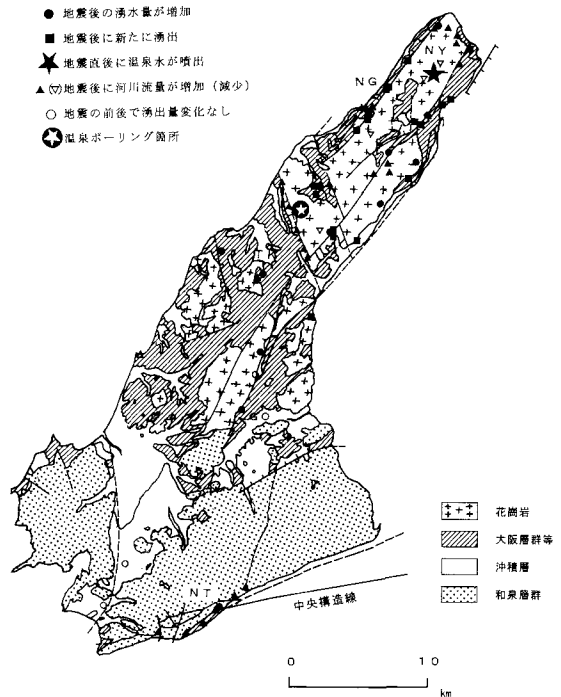 地震後の湧水量が増加
地震後に新たに湧出
地震直後に温泉水が噴出
地震後に河川流量が増加（減少）
地震の前後で湧出量変化なし
温泉ボーリング箇所
NY
NG
NT
中央構造線
花崗岩
大阪層群等
沖積層
和泉層群
0 10
km